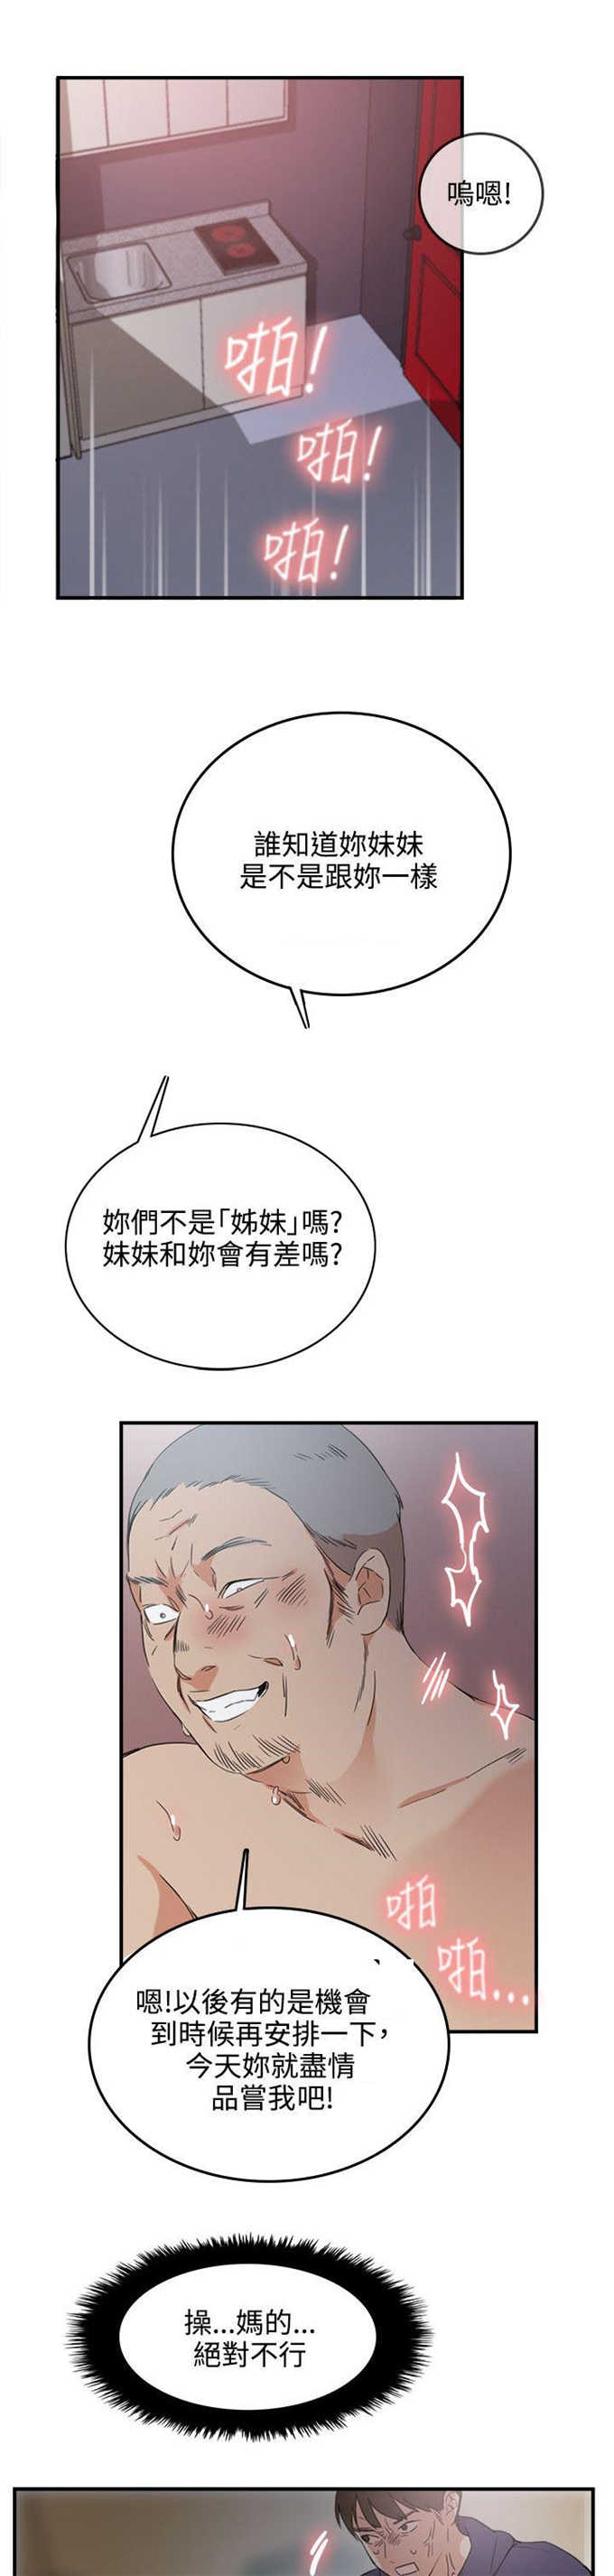 嗚嗯!
啪!
啪!
啪!
誰知道妳妹妹
是不是跟妳一樣
妳們不是「姊妹」嗎?
妹妹和妳會有差嗎?
啪
啪...
嗯!以後有的是機會
到時候再安排一下,
今天妳就盡情
品嘗我吧!
操...媽的...
絕對不行